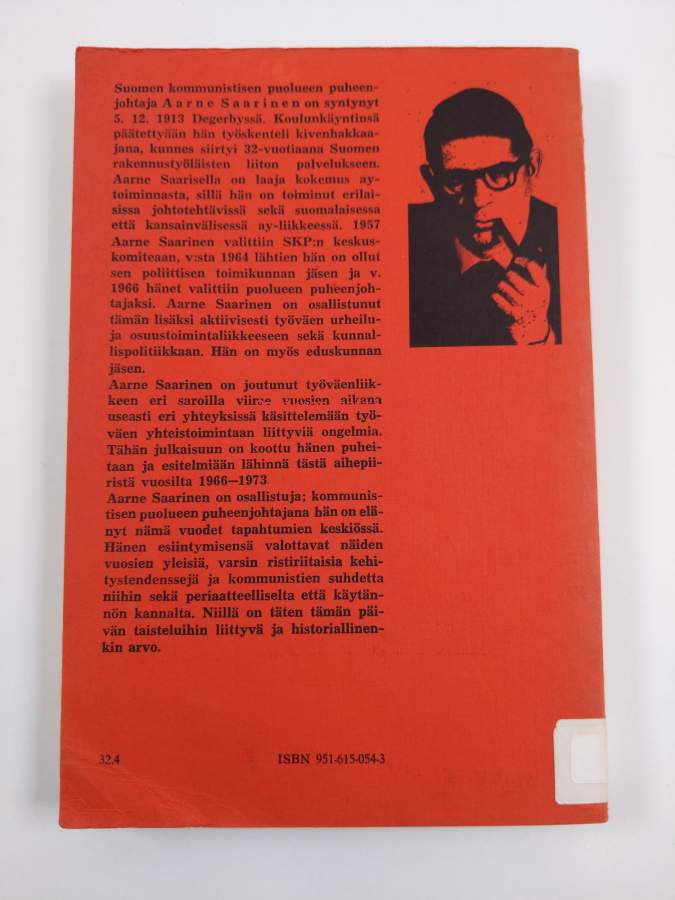 Suomen kommunistisen puolueen puheen-
johtaja Aarne Saarinen on syntynyt
5. 12. 1913 Degerbyssä. Koulunkäyntinsä
päätettyään hän työskenteli kivenhakkaa-
jana, kunnes siirtyi 32-vuotiaana Suomen
rakennustyöläisten liiton palvelukseen.
Aarne Saarisella on laaja kokemus ay-
toiminnasta, sillä hän on toiminut erilai-
sissa johtotehtävissä sekä suomalaisessa
että kansainvälisessä ay-liikkeessä. 1957
Aarne Saarinen valittiin SKP:n keskus-
komiteaan, v:sta 1964 lähtien hän on ollut
sen poliittisen toimikunnan jäsen ja v.
1966 hänet valittiin puolueen puheenjoh-
tajaksi. Aarne Saarinen on osallistunut
tämän lisäksi aktiivisesti työväen urheilu-
ja osuustoimintaliikkeeseen sekä kunnal-
lispolitiikkaan. Hän on myös eduskunnan
jäsen.
Aarne Saarinen on joutunut työväenliik-
keen eri saroilla viime vuosien aikana
useasti eri yhteyksissä käsittelemään työ-
väen yhteistoimintaan liittyviä ongelmia.
Tähän julkaisuun on koottu hänen puhei-
taan ja esitelmiään lähinnä tästä aihepii-
ristä vuosilta 1966—1973
Aarne Saarinen on osallistuja; kommunis-
tisen puolueen puheenjohtajana hän on elä-
nyt nämä vuodet tapahtumien keskiössä.
Hänen esiintymisensä valottavat näiden
vuosien yleisiä, varsin ristiriitaisia kehi-
tystendenssejä ja kommunistien suhdetta
niihin sekä periaatteelliselta että käytän-
nön kannalta. Niillä on täten tämän päi-
vän taisteluihin liittyvä ja historiallinen-
kin arvo.
32.4
ISBN 951-615-054-3